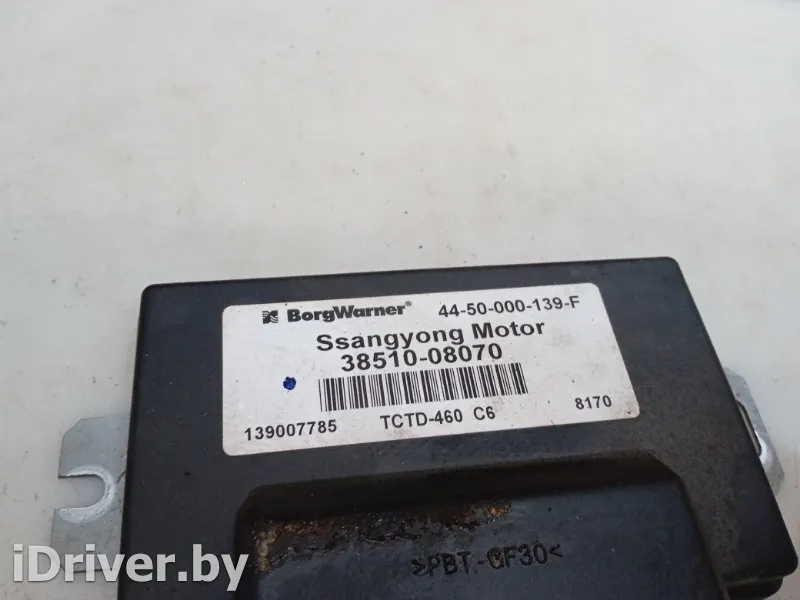 BorgWarner® 44-50-000-139-F
Ssangyong Motor
38510-08070
139007785 TCTD-460 C6 8170
>PBT-GF30<
iDriver.by